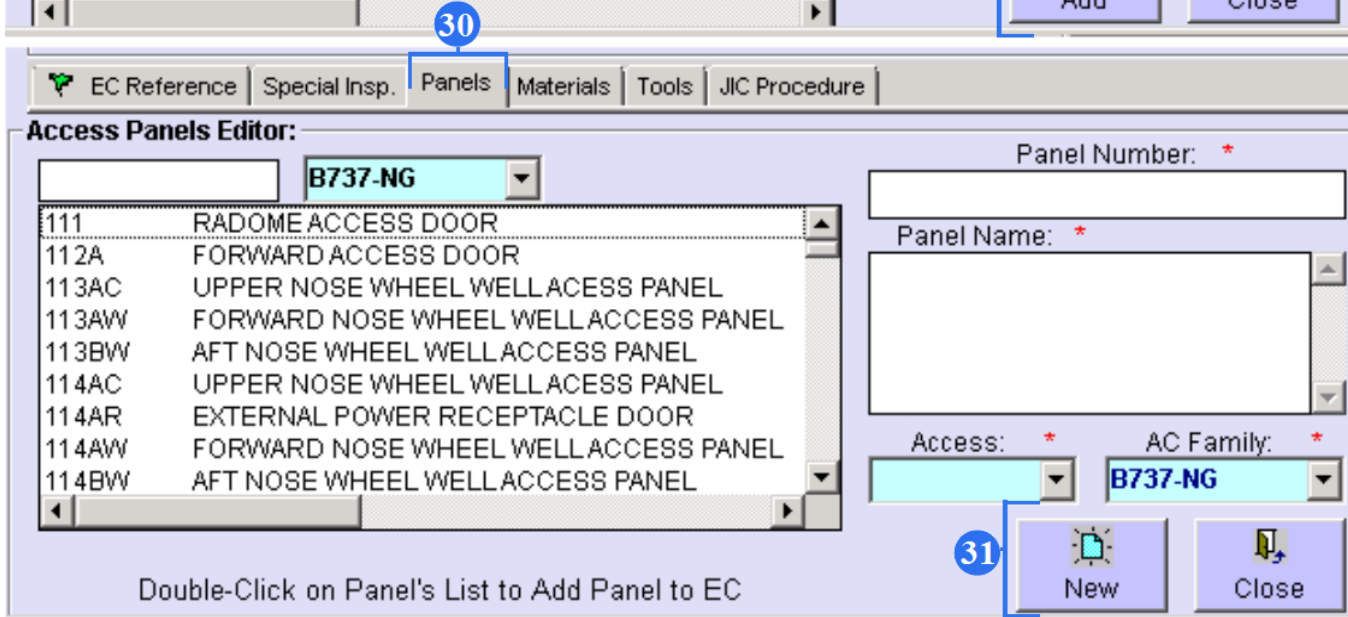 Add Close
30
EC Reference Special Insp. Panels Materials Tools JIC Procedure
Access Panels Editor:
B737-NG
111 RADOME ACCESS DOOR
112A FORWARD ACCESS DOOR
113AC UPPER NOSE WHEEL WELL ACESS PANEL
113AW FORWARD NOSE WHEEL WELL ACCESS PANEL
113BW AFT NOSE WHEEL WELL ACCESS PANEL
114AC UPPER NOSE WHEEL WELL ACESS PANEL
114AR EXTERNAL POWER RECEPTACLE DOOR
114AW FORWARD NOSE WHEEL WELL ACCESS PANEL
114BW AFT NOSE WHEEL WELL ACCESS PANEL
Double-Click on Panel's List to Add Panel to EC
Panel Number: *
Panel Name: *
Access: * AC Family: *
B737-NG
31
New Close